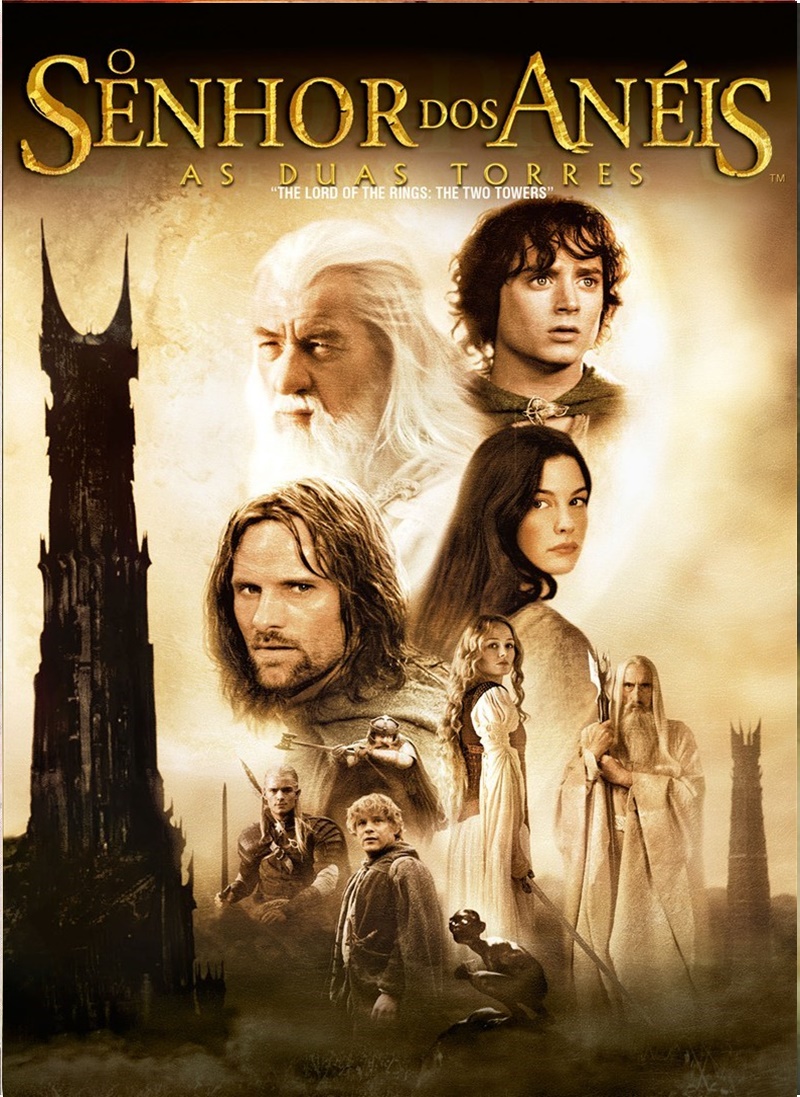 O SENHOR DOS ANÉIS
AS DUAS TORRES TM
"THE LORD OF THE RINGS: THE TWO TOWERS"